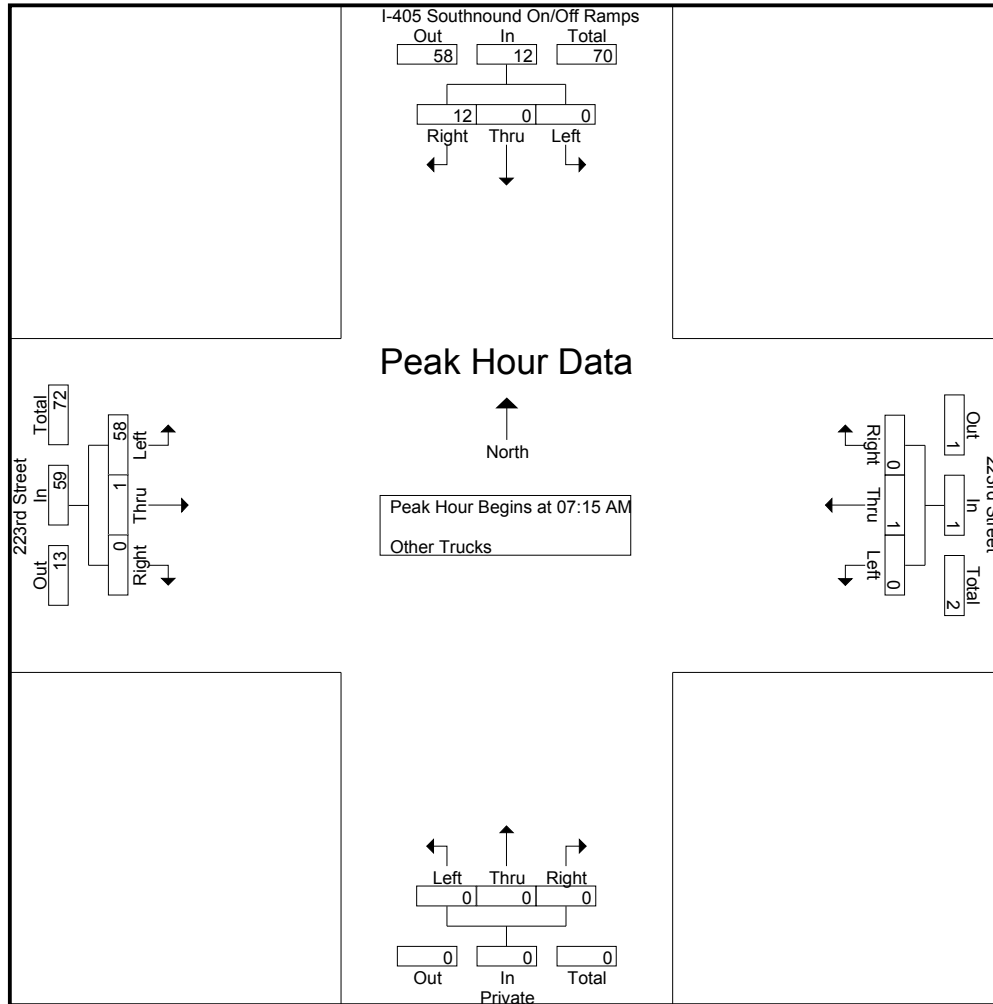 I-405 Southnound On/Off Ramps
Out In Total
58 12 70
12 0 0
Right Thru Left
Peak Hour Data
North
Peak Hour Begins at 07:15 AM
Other Trucks
223rd Street
Total In Out
72 59 13
58 1 0
Left Thru Right
Right Thru Left
0 1 0
Out In Total
1 1 2
223rd Street
Left Thru Right
0 0 0
0 0 0
Out In Total
Private